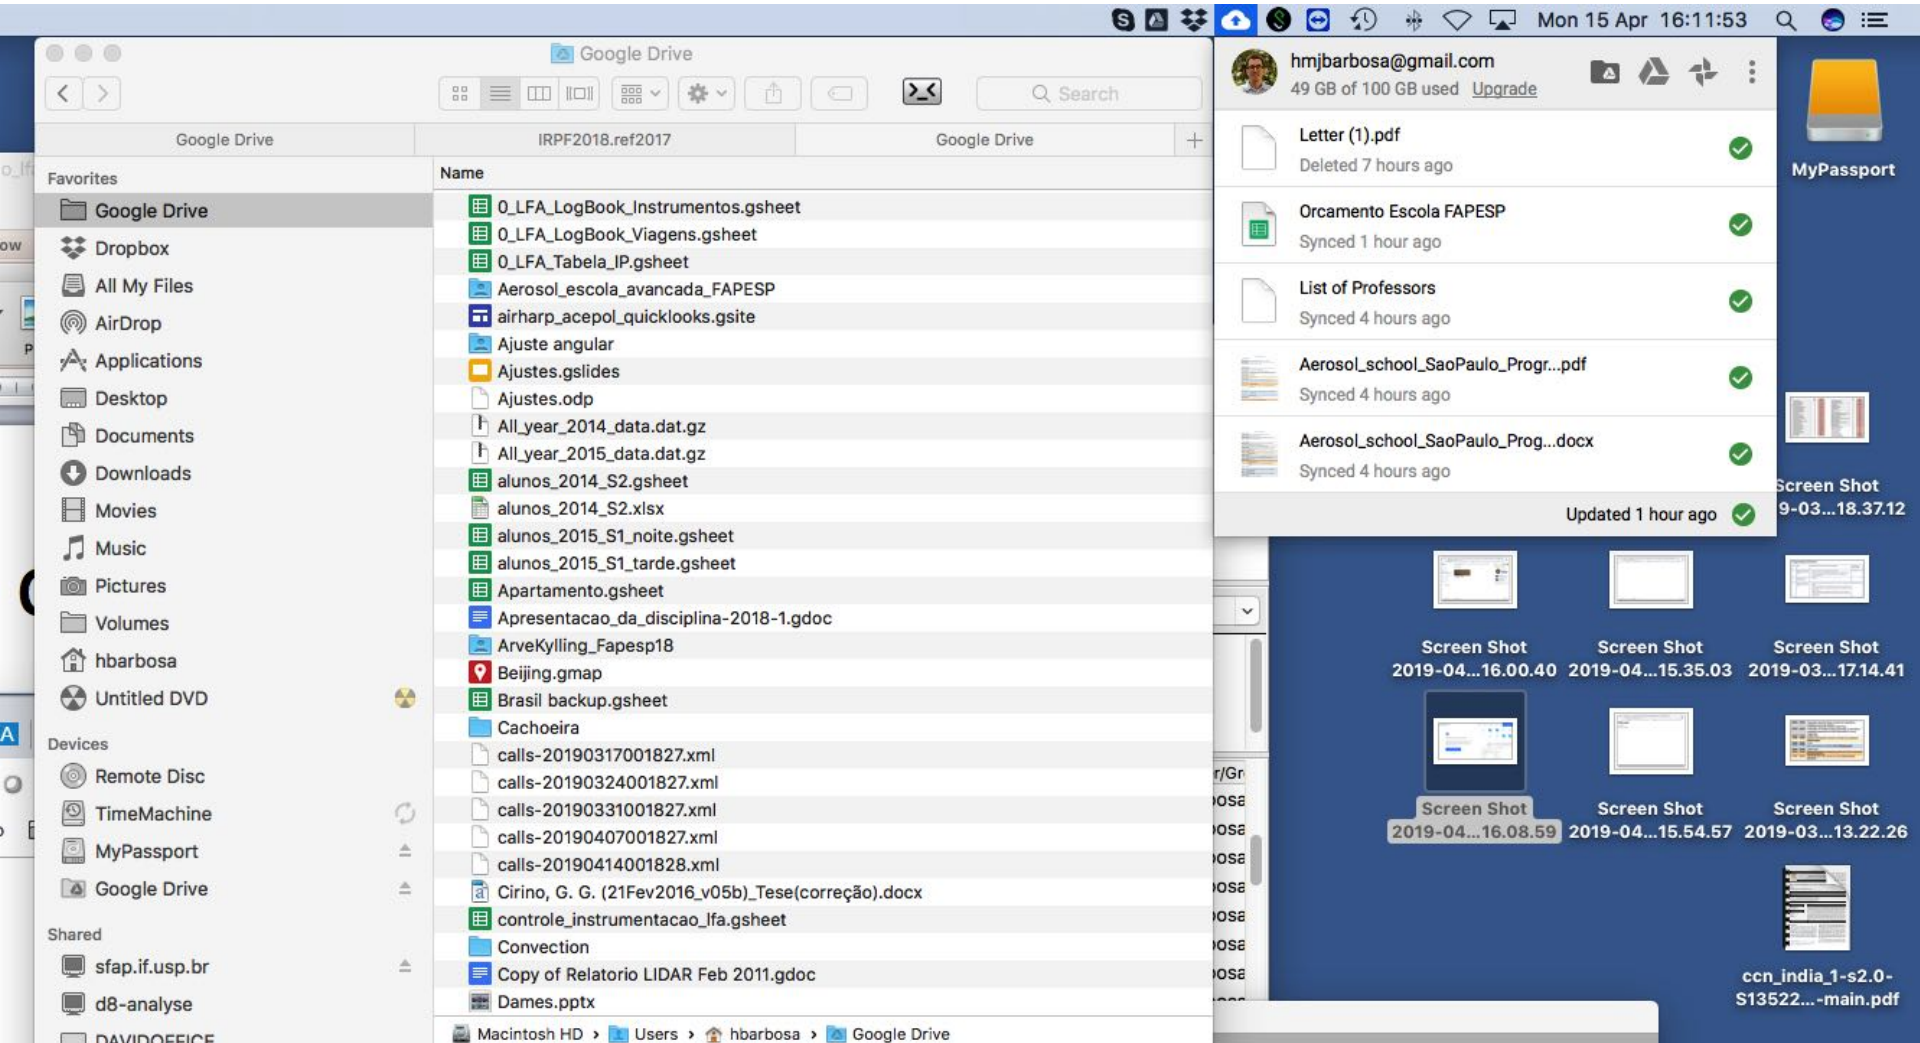 Mon 15 Apr 16:11:53
Google Drive
Search
Google Drive
IRPF2018.ref2017
Google Drive
Favorites
Google Drive
Dropbox
All My Files
AirDrop
Applications
Desktop
Documents
Downloads
Movies
Music
Pictures
Volumes
hbarbosa
Untitled DVD
Devices
Remote Disc
TimeMachine
MyPassport
Google Drive
Shared
sfap.if.usp.br
d8-analyse
DAVIDOFFICE
Name
0_LFA_LogBook_Instrumentos.gsheet
0_LFA_LogBook_Viagens.gsheet
0_LFA_Tabela_IP.gsheet
Aerosol_escola_avancada_FAPESP
airharp_acepol_quicklooks.gsite
Ajuste angular
Ajustes.gslides
Ajustes.odp
All_year_2014_data.dat.gz
All_year_2015_data.dat.gz
alunos_2014_S2.gsheet
alunos_2014_S2.xlsx
alunos_2015_S1_noite.gsheet
alunos_2015_S1_tarde.gsheet
Apartamento.gsheet
Apresentacao_da_disciplina-2018-1.gdoc
ArveKylling_Fapesp18
Beijing.gmap
Brasil backup.gsheet
Cachoeira
calls-20190317001827.xml
calls-20190324001827.xml
calls-20190331001827.xml
calls-20190407001827.xml
calls-20190414001828.xml
Cirino, G. G. (21Fev2016_v05b)_Tese(correção).docx
controle_instrumentacao_lfa.gsheet
Convection
Copy of Relatorio LIDAR Feb 2011.gdoc
Dames.pptx
Macintosh HD › Users › hbarbosa › Google Drive
hmjbarbosa@gmail.com
49 GB of 100 GB used Upgrade
Letter (1).pdf
Deleted 7 hours ago
Orcamento Escola FAPESP
Synced 1 hour ago
List of Professors
Synced 4 hours ago
Aerosol_school_SaoPaulo_Progr...pdf
Synced 4 hours ago
Aerosol_school_SaoPaulo_Prog...docx
Synced 4 hours ago
Updated 1 hour ago
MyPassport
Screen Shot
9-03...18.37.12
Screen Shot
2019-04...16.00.40
Screen Shot
2019-04...15.35.03
Screen Shot
2019-03...17.14.41
Screen Shot
2019-04...16.08.59
Screen Shot
2019-04...15.54.57
Screen Shot
2019-03...13.22.26
ccn_india_1-s2.0-
S13522...-main.pdf